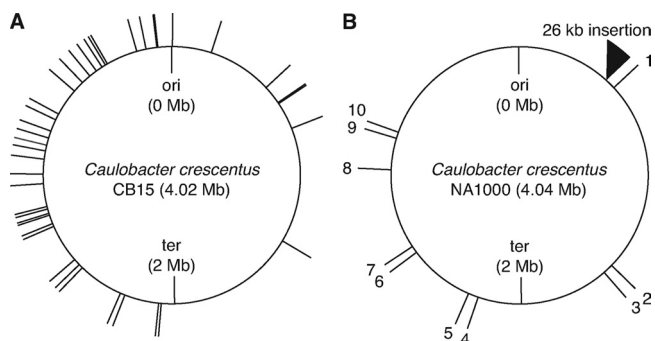 A
ori
(0 Mb)
Caulobacter crescentus
CB15 (4.02 Mb)
ter
(2 Mb)
B
26 kb insertion
1
ori
(0 Mb)
10
9
8
Caulobacter crescentus
NA1000 (4.04 Mb)
ter
(2 Mb)
7
6
2
3
5
4